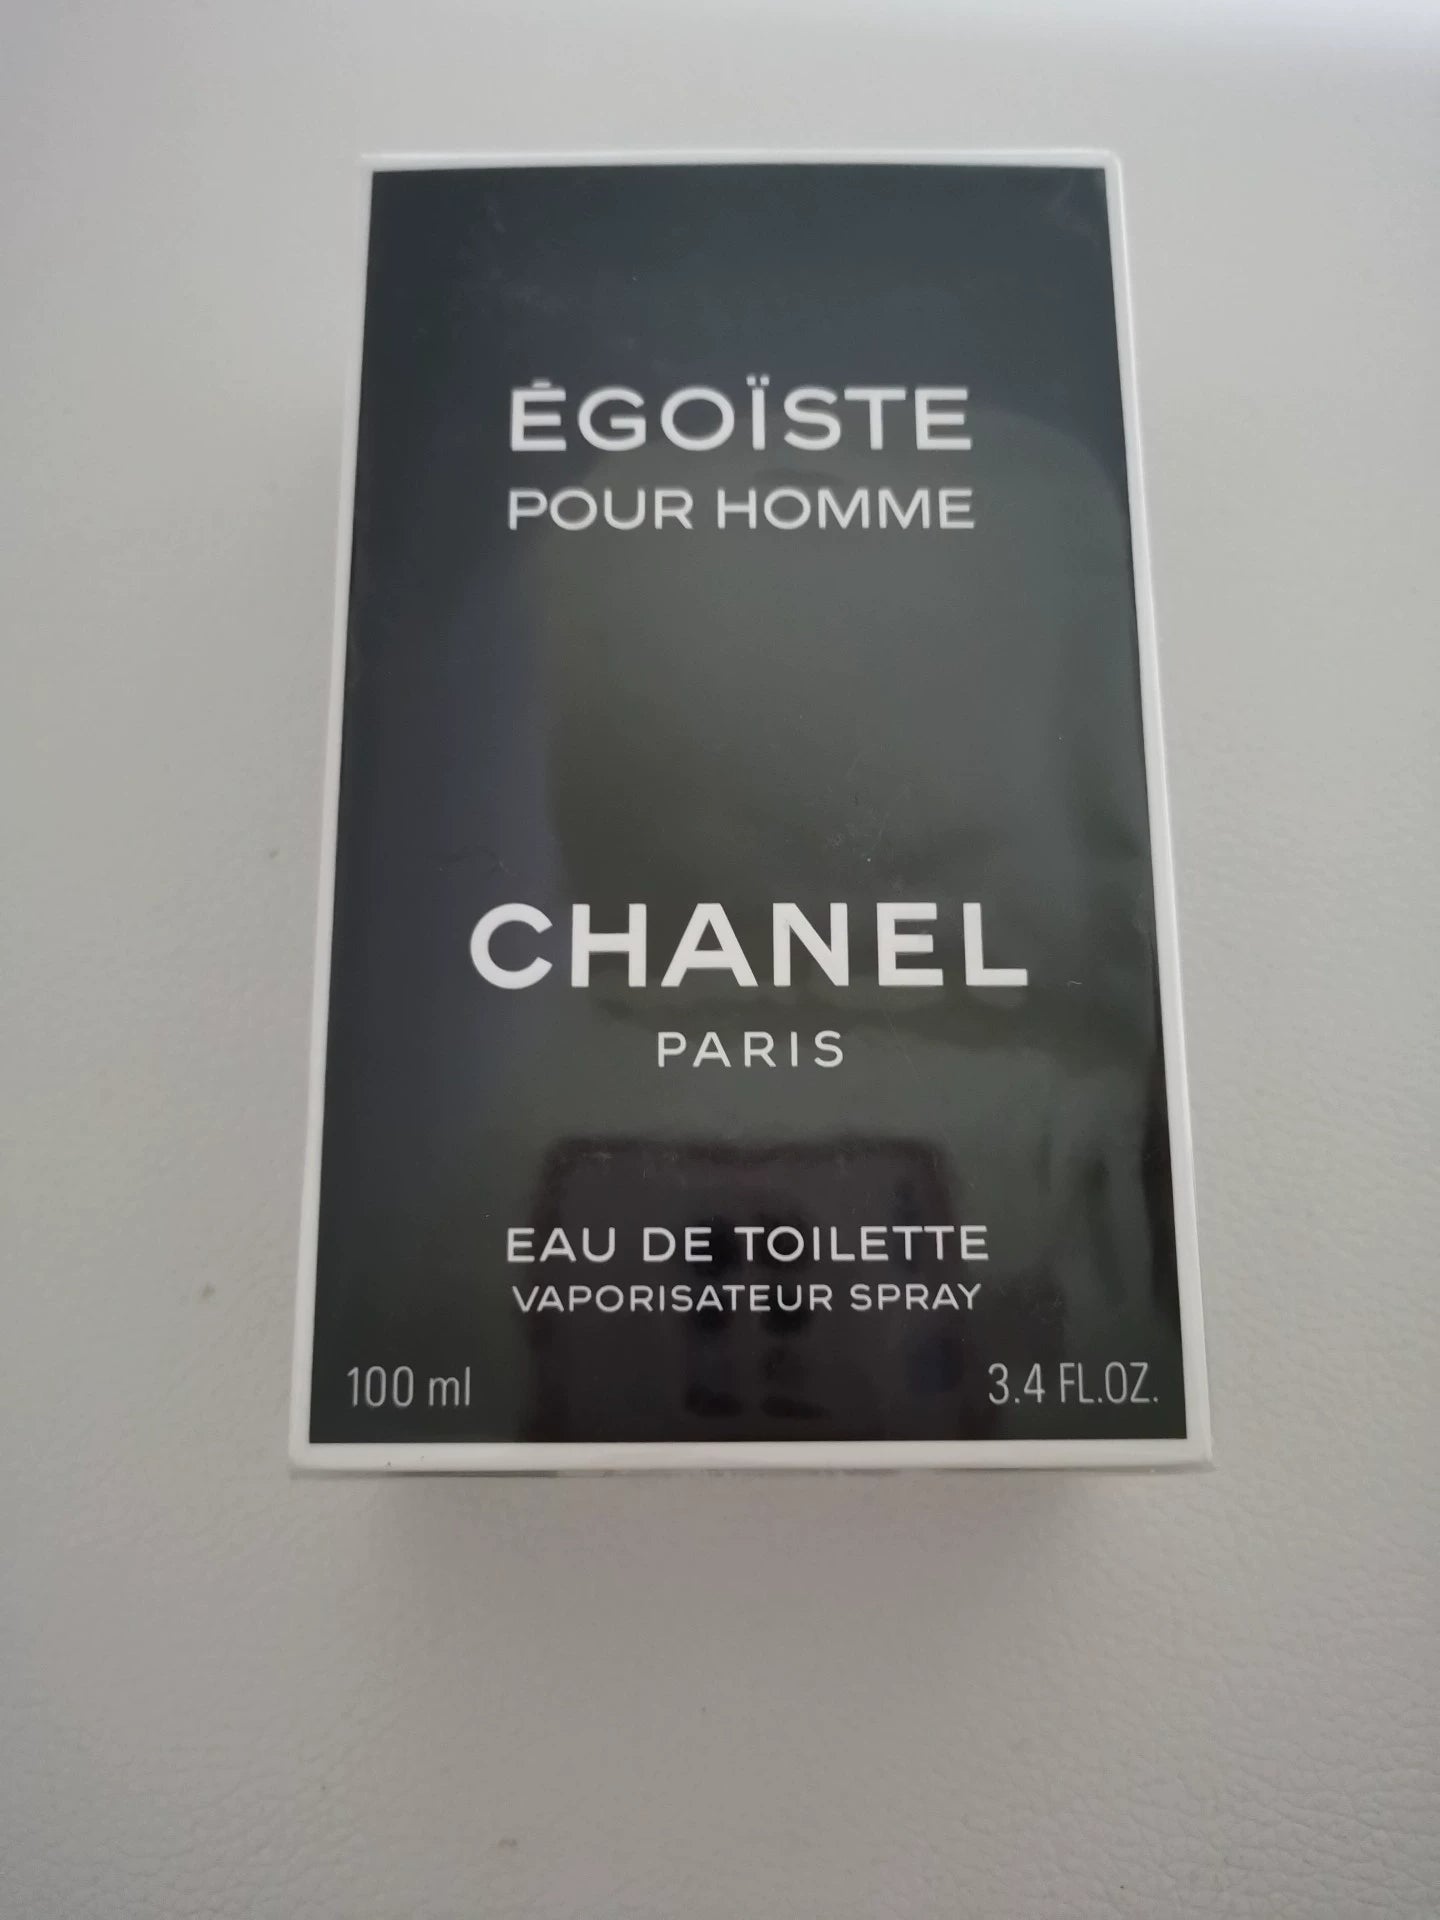 ÉGOÏSTE
POUR HOMME
CHANEL
PARIS
EAU DE TOILETTE
VAPORISATEUR SPRAY
100 ml 3.4 FL.OZ.